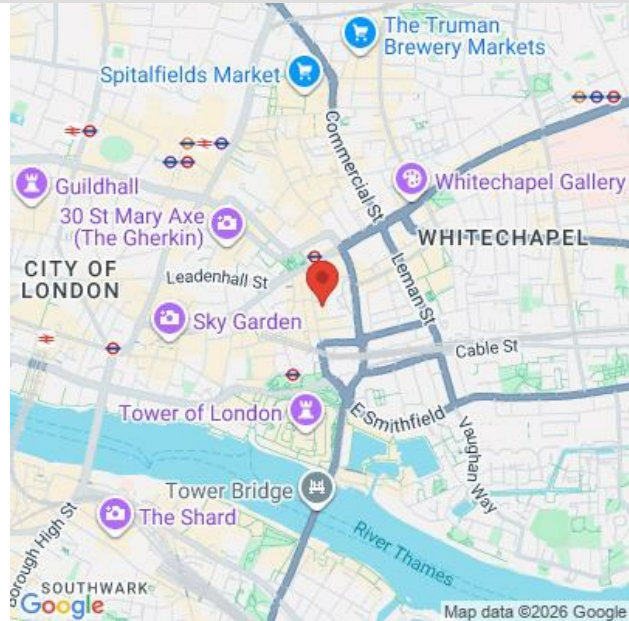 The Truman
Brewery Markets
Spitalfields Market
Commercial St
Guildhall
Whitechapel Gallery
30 St Mary Axe
(The Gherkin)
WHITECHAPEL
CITY OF
LONDON
Leadenhall St
Leman St
Sky Garden
Cable St
Tower of London
E Smithfield
Vaughan Way
Tower Bridge
The Shard
orough High St
River Thames
SOUTHWARK
Google
Map data ©2026 Google